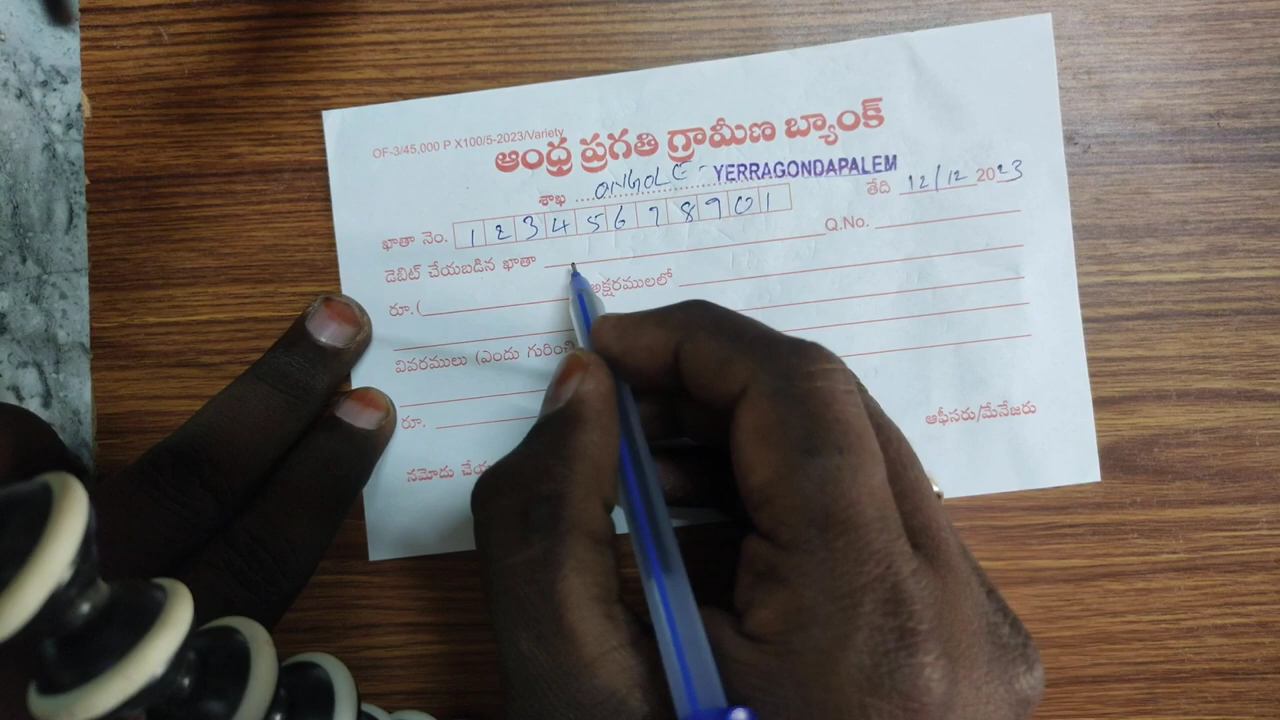 OF-3/45,000 P X100/5-2023/Variety
ఆంధ్ర ప్రగతి గ్రామీణ బ్యాంక్
శాఖ ONGOLE - YERRAGONDAPALEM తేది 12/12 2023
ఖాతా నెం. 1 2 3 4 5 6 7 8 9 0 1
డెబిట్ చేయబడిన ఖాతా Q.No.
రూ.( అక్షరములలో
వివరములు (ఎందు గురించి
రూ.
ఆఫీసరు/మేనేజరు
నమోదు